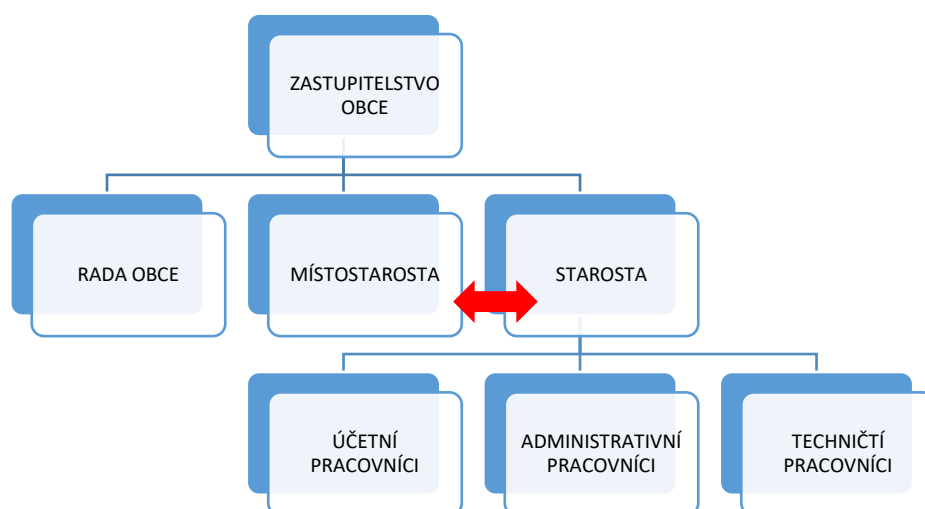 ZASTUPITELSTVO
OBCE
RADA OBCE
MÍSTOSTAROSTA
STAROSTA
ÚČETNÍ
PRACOVNÍCI
ADMINISTRATIVNÍ
PRACOVNÍCI
TECHNIČTÍ
PRACOVNÍCI